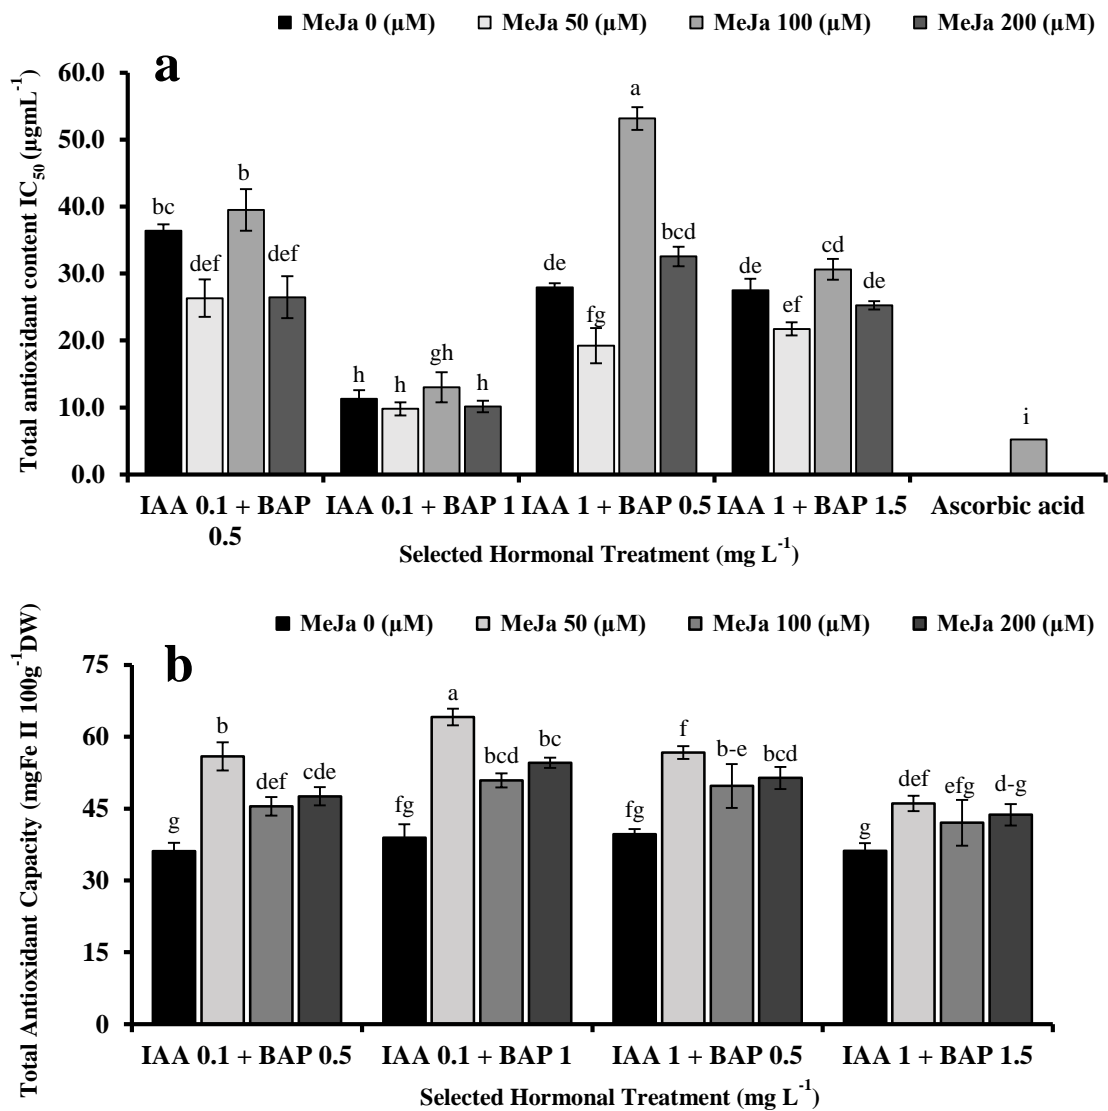 MeJa 0 (µM) MeJa 50 (µM) MeJa 100 (µM) MeJa 200 (µM)
a
Total antioxidant content IC50 (µgmL-1)
60.0
50.0
40.0
30.0
20.0
10.0
0.0
bc def b def
h h gh h
de fg a bcd
de ef cd de
i
IAA 0.1 + BAP 0.5
IAA 0.1 + BAP 1
IAA 1 + BAP 0.5
IAA 1 + BAP 1.5
Ascorbic acid
Selected Hormonal Treatment (mg L-1)
MeJa 0 (µM) MeJa 50 (µM) MeJa 100 (µM) MeJa 200 (µM)
b
Total Antioxidant Capacity (mgFe II 100g-1DW)
75
60
45
30
15
0
g b def cde
fg a bcd bc
fg f b-e bcd
g def efg d-g
IAA 0.1 + BAP 0.5
IAA 0.1 + BAP 1
IAA 1 + BAP 0.5
IAA 1 + BAP 1.5
Selected Hormonal Treatment (mg L-1)